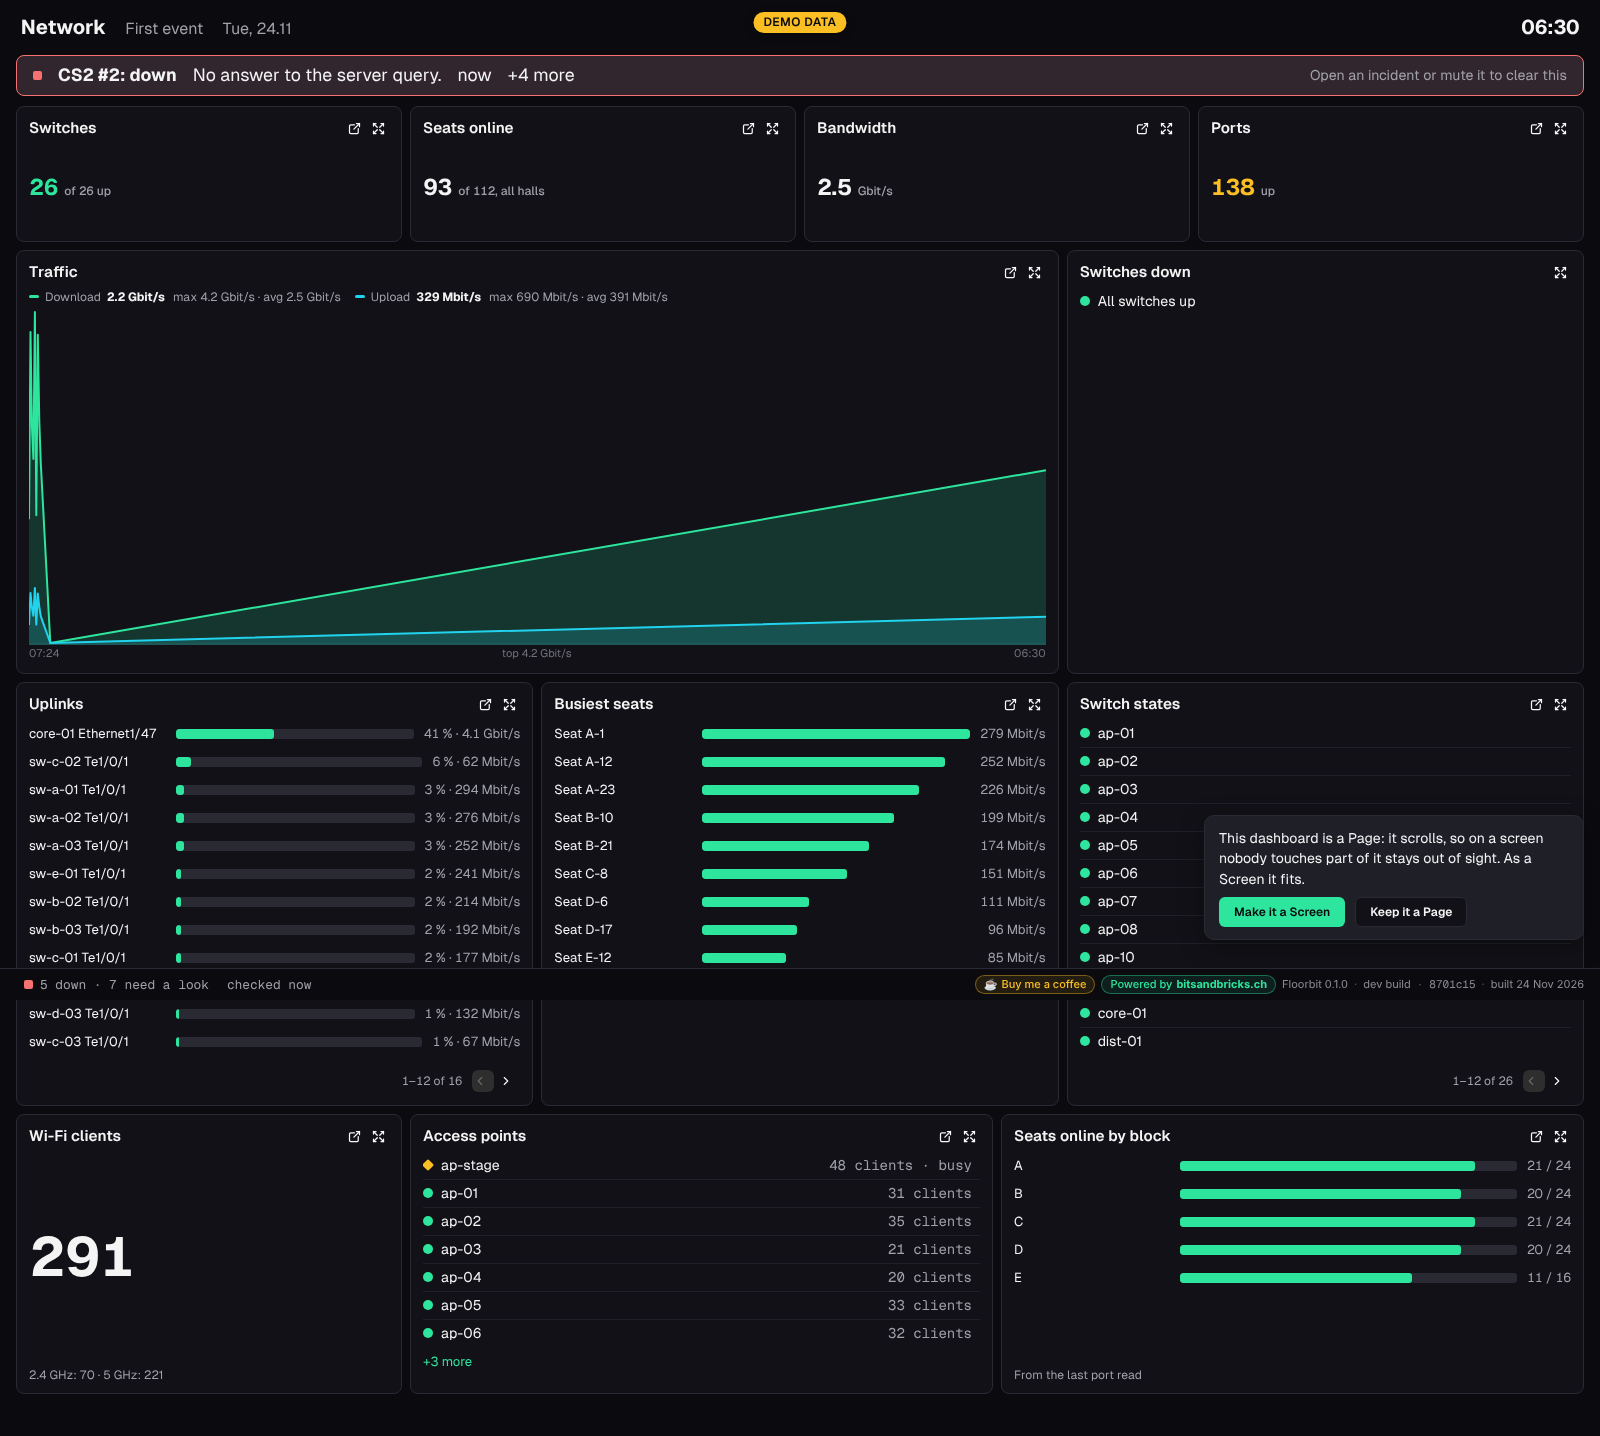 Network First event Tue, 24.11
DEMO DATA
06:30
CS2 #2: down No answer to the server query. now +4 more
Open an incident or mute it to clear this
Switches
26 of 26 up
Seats online
93 of 112, all halls
Bandwidth
2.5 Gbit/s
Ports
138 up
Traffic
Download 2.2 Gbit/s max 4.2 Gbit/s · avg 2.5 Gbit/s Upload 329 Mbit/s max 690 Mbit/s · avg 391 Mbit/s
07:24 top 4.2 Gbit/s 06:30
Switches down
All switches up
Uplinks
core-01 Ethernet1/47 41 % · 4.1 Gbit/s
sw-c-02 Te1/0/1 6 % · 62 Mbit/s
sw-a-01 Te1/0/1 3 % · 294 Mbit/s
sw-a-02 Te1/0/1 3 % · 276 Mbit/s
sw-a-03 Te1/0/1 3 % · 252 Mbit/s
sw-e-01 Te1/0/1 2 % · 241 Mbit/s
sw-b-02 Te1/0/1 2 % · 214 Mbit/s
sw-b-03 Te1/0/1 2 % · 192 Mbit/s
sw-c-01 Te1/0/1 2 % · 177 Mbit/s
Busiest seats
Seat A-1 279 Mbit/s
Seat A-12 252 Mbit/s
Seat A-23 226 Mbit/s
Seat B-10 199 Mbit/s
Seat B-21 174 Mbit/s
Seat C-8 151 Mbit/s
Seat D-6 111 Mbit/s
Seat D-17 96 Mbit/s
Seat E-12 85 Mbit/s
Switch states
ap-01
ap-02
ap-03
ap-04
ap-05
ap-06
ap-07
ap-08
ap-10
This dashboard is a Page: it scrolls, so on a screen
nobody touches part of it stays out of sight. As a
Screen it fits.
Make it a Screen Keep it a Page
5 down · 7 need a look checked now
Buy me a coffee Powered by bitsandbricks.ch Floorbit 0.1.0 · dev build · 8701c15 · built 24 Nov 2026
sw-d-03 Te1/0/1 1 % · 132 Mbit/s
sw-c-03 Te1/0/1 1 % · 67 Mbit/s
1–12 of 16
core-01
dist-01
1–12 of 26
Wi-Fi clients
291
2.4 GHz: 70 · 5 GHz: 221
Access points
ap-stage 48 clients · busy
ap-01 31 clients
ap-02 35 clients
ap-03 21 clients
ap-04 20 clients
ap-05 33 clients
ap-06 32 clients
+3 more
Seats online by block
A 21 / 24
B 20 / 24
C 21 / 24
D 20 / 24
E 11 / 16
From the last port read